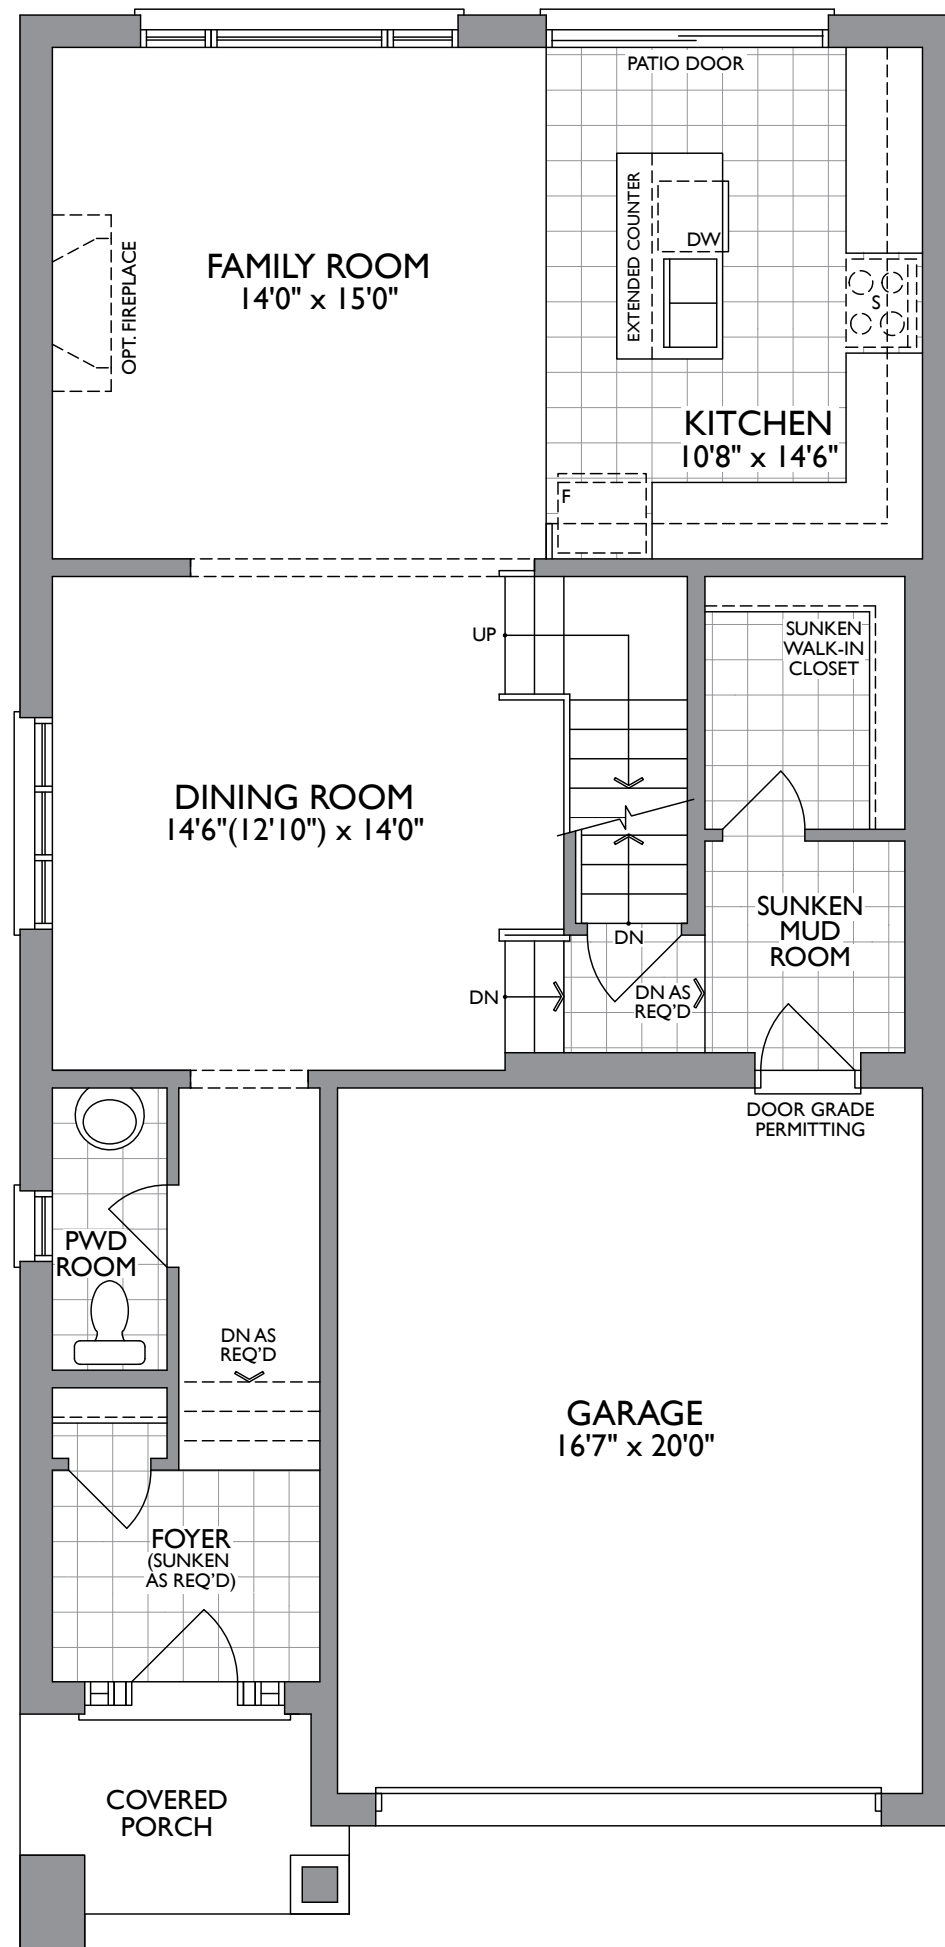 PATIO DOOR
EXTENDED COUNTER
DW
FAMILY ROOM
14'0" x 15'0"
OPT. FIREPLACE
S
KITCHEN
10'8" x 14'6"
F
UP
SUNKEN
WALK-IN
CLOSET
DINING ROOM
14'6"(12'10") x 14'0"
SUNKEN
MUD
ROOM
DN
DN
DN AS
REQ'D
DOOR GRADE
PERMITTING
PWD
ROOM
DN AS
REQ'D
GARAGE
16'7" x 20'0"
FOYER
(SUNKEN
AS REQ'D)
COVERED
PORCH